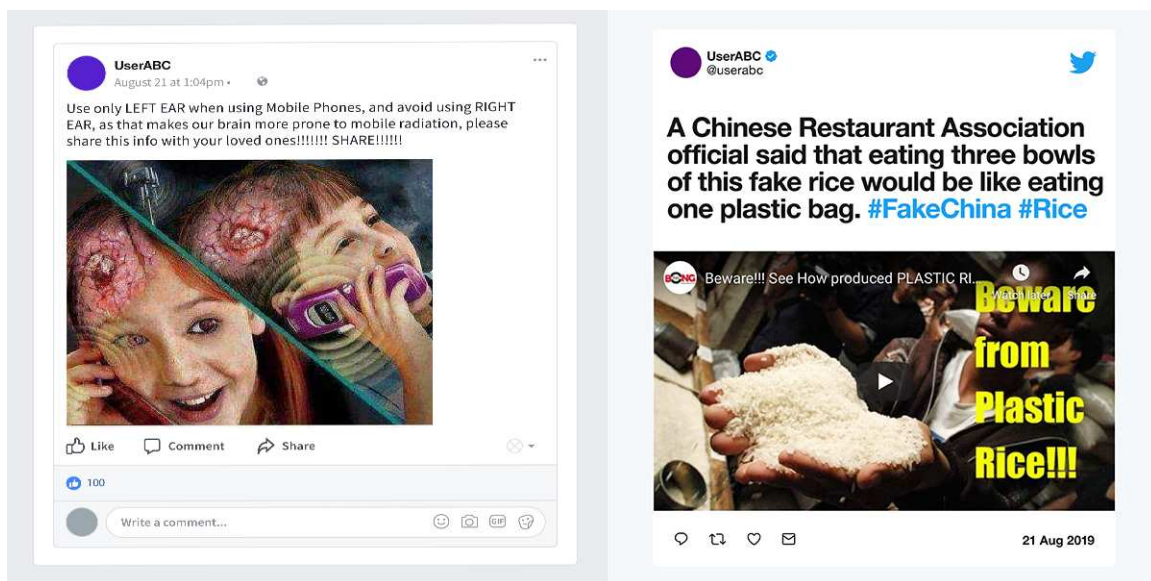 UserABC
August 21 at 1:04pm •
Use only LEFT EAR when using Mobile Phones, and avoid using RIGHT
EAR, as that makes our brain more prone to mobile radiation, please
share this info with your loved ones!!!!!!! SHARE!!!!!!
Like Comment Share
100
Write a comment...
GIF
UserABC
@userabc
A Chinese Restaurant Association
official said that eating three bowls
of this fake rice would be like eating
one plastic bag. #FakeChina #Rice
BONG Beware!!! See How produced PLASTIC RI...
Watch later Share
Beware
from
Plastic
Rice!!!
21 Aug 2019